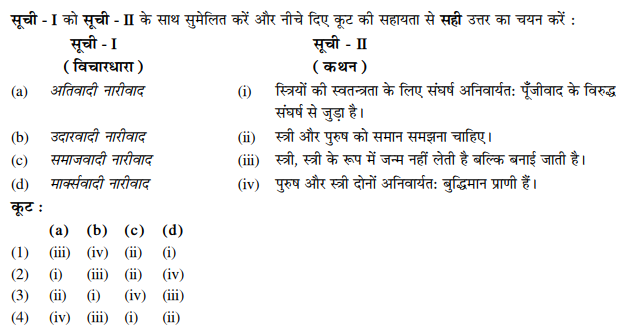 सूची - I को सूची - II के साथ सुमेलित करें और नीचे दिए कूट की सहायता से सही उत्तर का चयन करें :
सूची - I सूची - II
( विचारधारा ) ( कथन )
(a) अतिवादी नारीवाद (i) स्त्रियों की स्वतन्त्रता के लिए संघर्ष अनिवार्यत: पूँजीवाद के विरुद्ध
संघर्ष से जुड़ा है।
(b) उदारवादी नारीवाद (ii) स्त्री और पुरुष को समान समझना चाहिए।
(c) समाजवादी नारीवाद (iii) स्त्री, स्त्री के रूप में जन्म नहीं लेती है बल्कि बनाई जाती है।
(d) मार्क्सवादी नारीवाद (iv) पुरुष और स्त्री दोनों अनिवार्यत: बुद्धिमान प्राणी हैं।
कूट :
(a) (b) (c) (d)
(1) (iii) (iv) (ii) (i)
(2) (i) (iii) (ii) (iv)
(3) (ii) (i) (iv) (iii)
(4) (iv) (iii) (i) (ii)